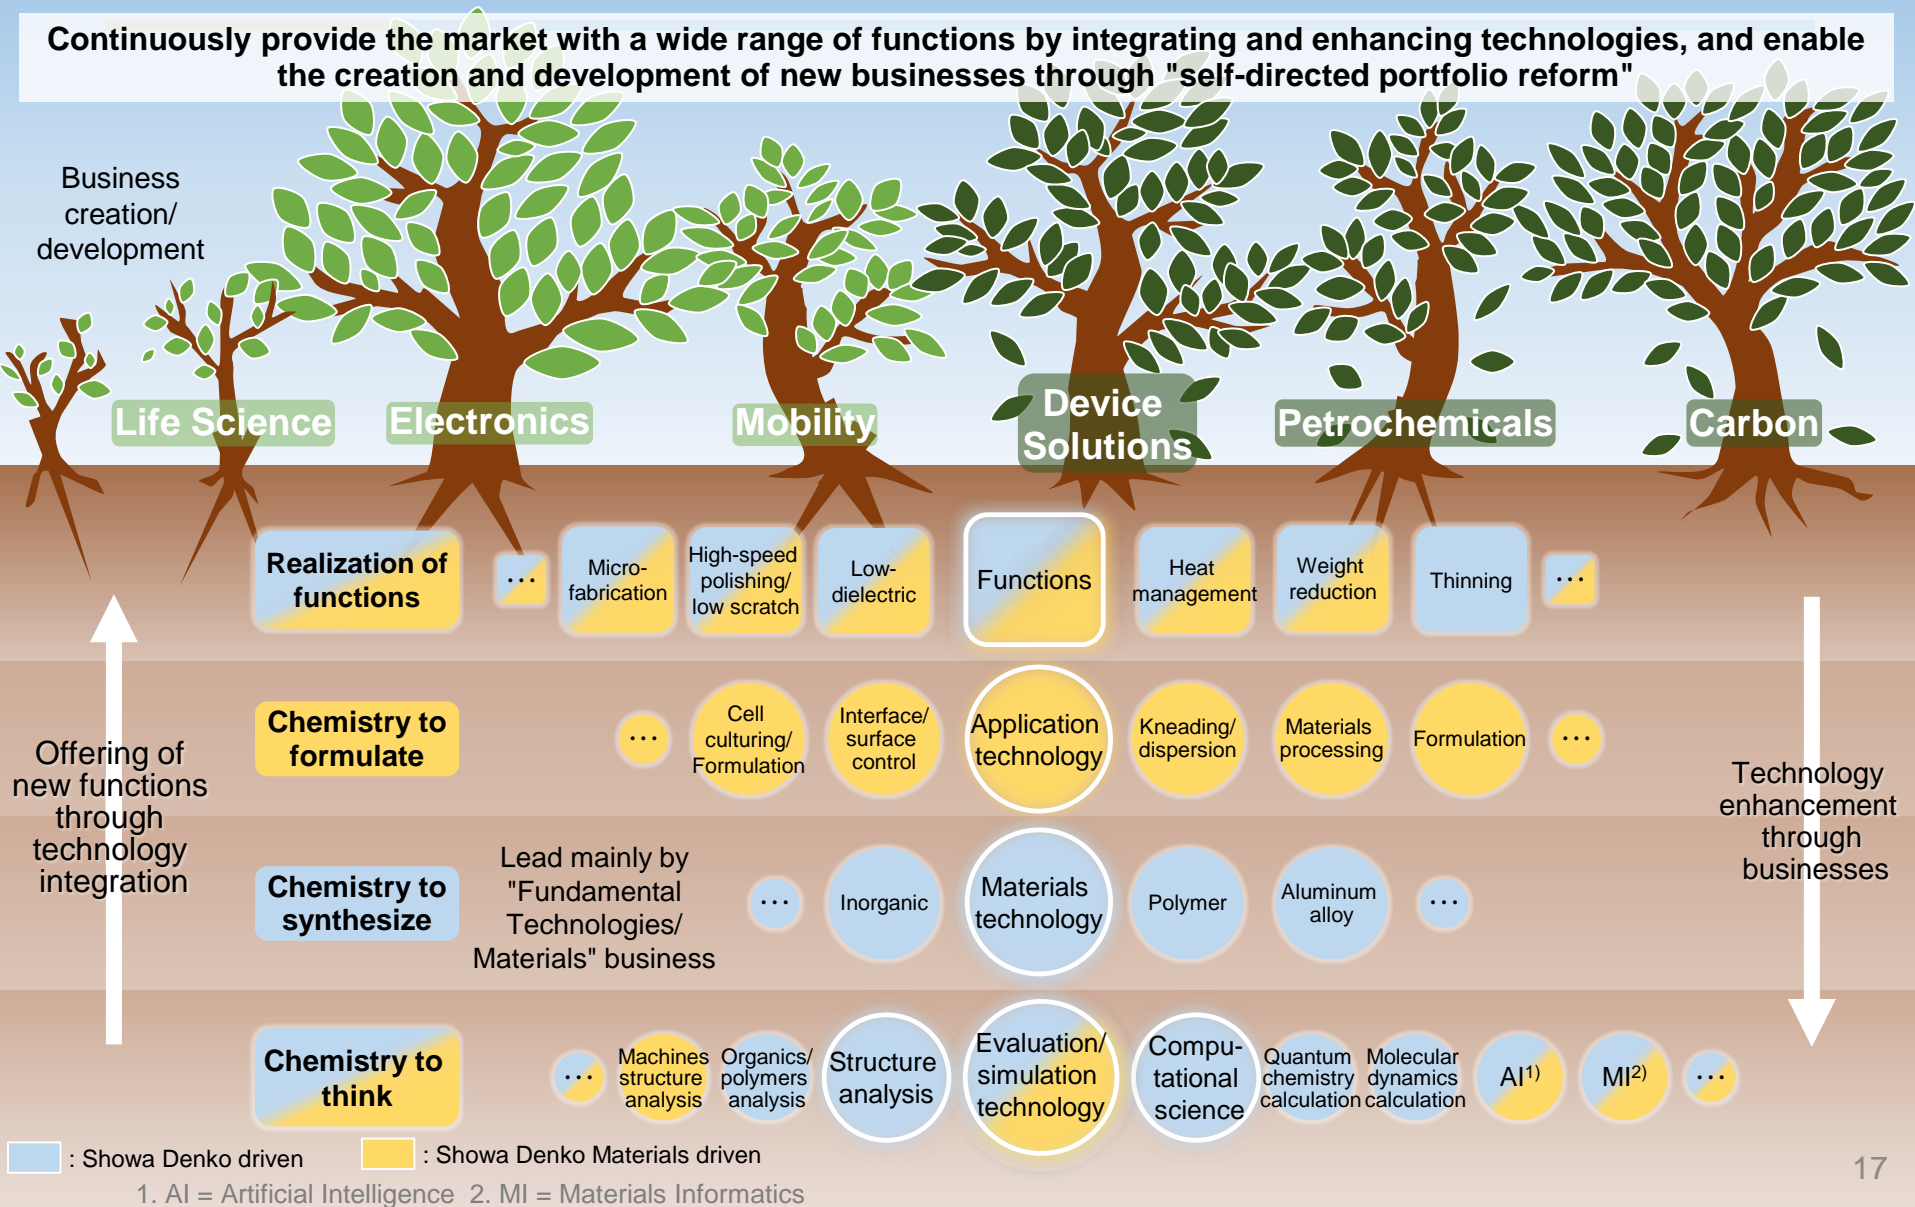 Continuously provide the market with a wide range of functions by integrating and enhancing technologies, and enable
the creation and development of new businesses through "self-directed portfolio reform"
Business
creation/
development
Life Science
Electronics
Mobility
Device
Solutions
Petrochemicals
Carbon
Realization of
functions
...
Micro-
fabrication
High-speed
polishing/
low scratch
Low-
dielectric
Functions
Heat
management
Weight
reduction
Thinning
...
Chemistry to
formulate
...
Cell
culturing/
Formulation
Interface/
surface
control
Application
technology
Kneading/
dispersion
Materials
processing
Formulation
...
Offering of
new functions
through
technology
integration
Technology
enhancement
through
businesses
Chemistry to
synthesize
Lead mainly by
"Fundamental
Technologies/
Materials" business
...
Inorganic
Materials
technology
Polymer
Aluminum
alloy
...
Chemistry to
think
...
Machines
structure
analysis
Organics/
polymers
analysis
Structure
analysis
Evaluation/
simulation
technology
Compu-
tational
science
Quantum
chemistry
calculation
Molecular
dynamics
calculation
AI1)
MI2)
...
: Showa Denko driven
: Showa Denko Materials driven
1. AI = Artificial Intelligence 2. MI = Materials Informatics
17